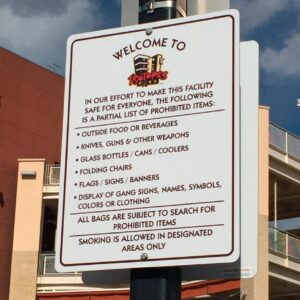 WELCOME TO
ISOTOPES
PARK
IN OUR EFFORT TO MAKE THIS FACILITY
SAFE FOR EVERYONE, THE FOLLOWING
IS A PARTIAL LIST OF PROHIBITED ITEMS:
• OUTSIDE FOOD OR BEVERAGES
• KNIVES, GUNS & OTHER WEAPONS
• GLASS BOTTLES / CANS / COOLERS
• FOLDING CHAIRS
• FLAGS / SIGNS / BANNERS
• DISPLAY OF GANG SIGNS, NAMES, SYMBOLS,
COLORS OR CLOTHING
ALL BAGS ARE SUBJECT TO SEARCH FOR
PROHIBITED ITEMS
SMOKING IS ALLOWED IN DESIGNATED
AREAS ONLY